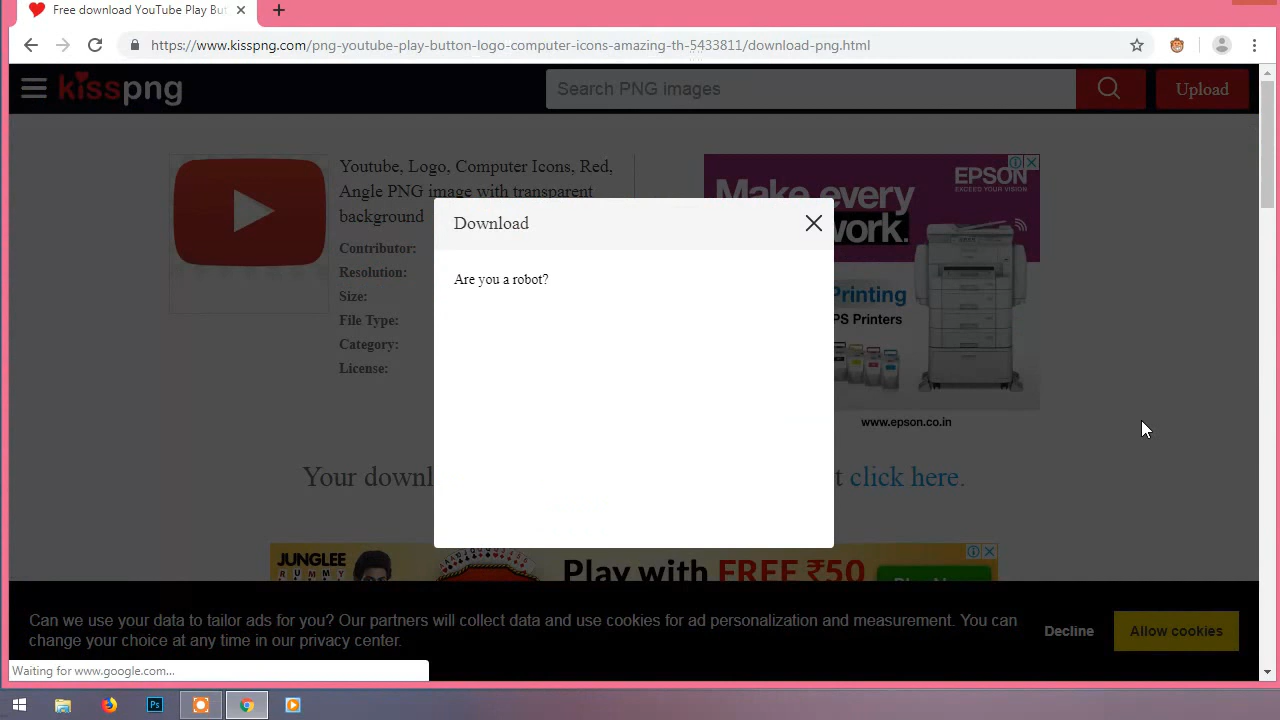 Free download YouTube Play But
https://www.kisspng.com/png-youtube-play-button-logo-computer-icons-amazing-th-5433811/download-png.html
kisspng
Search PNG images
Upload
Youtube, Logo, Computer Icons, Red,
Angle PNG image with transparent
background
Contributor:
Resolution:
Size:
File Type:
Category:
License:
EPSON
EXCEED YOUR VISION
Make every
work.
Printing
PS Printers
www.epson.co.in
Download
Are you a robot?
Your downl
t click here.
JUNGLEE
RUMMY
Play with FREE ₹50
Can we use your data to tailor ads for you? Our partners will collect data and use cookies for ad personalization and measurement. You can
change your choice at any time in our privacy center.
Decline
Allow cookies
Waiting for www.google.com...
Ps